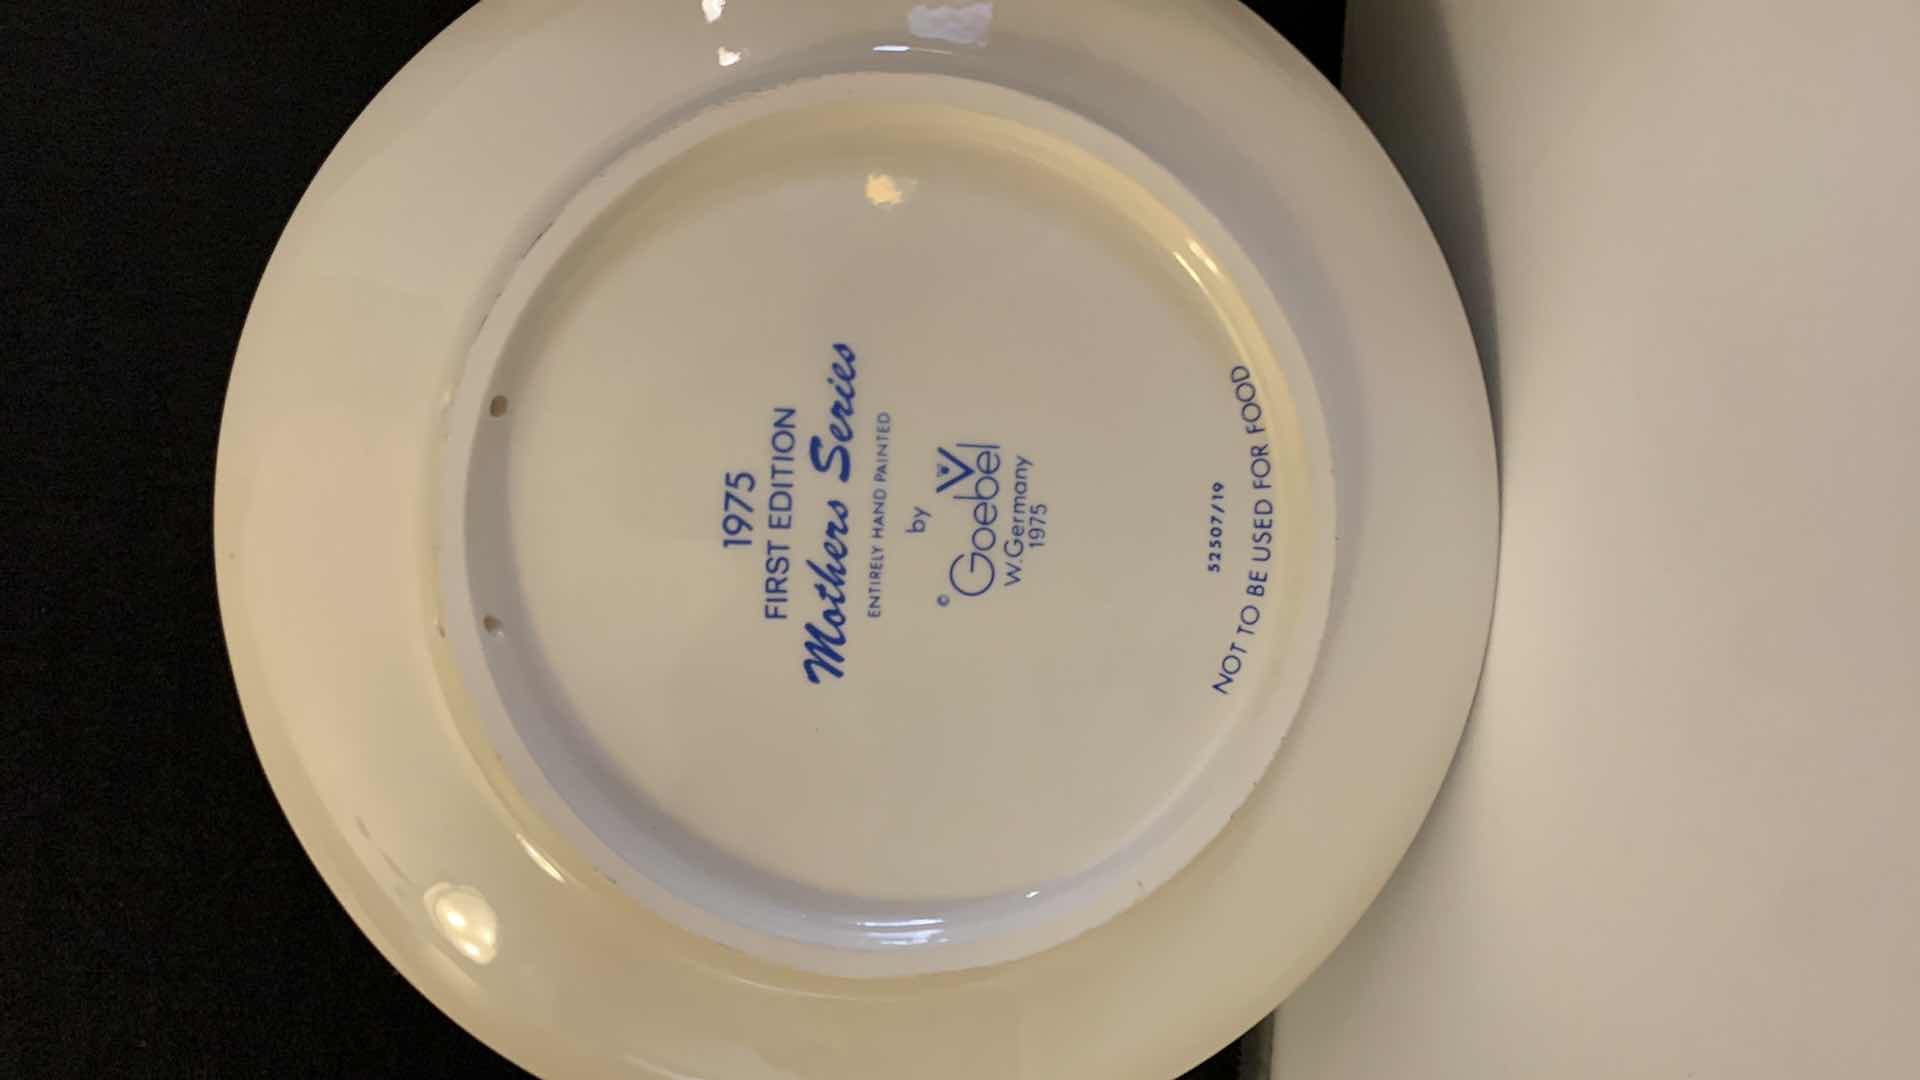 1975
FIRST EDITION
Mothers Series
ENTIRELY HAND PAINTED
by
© Goebel
W.Germany
1975
52507/19
NOT TO BE USED FOR FOOD